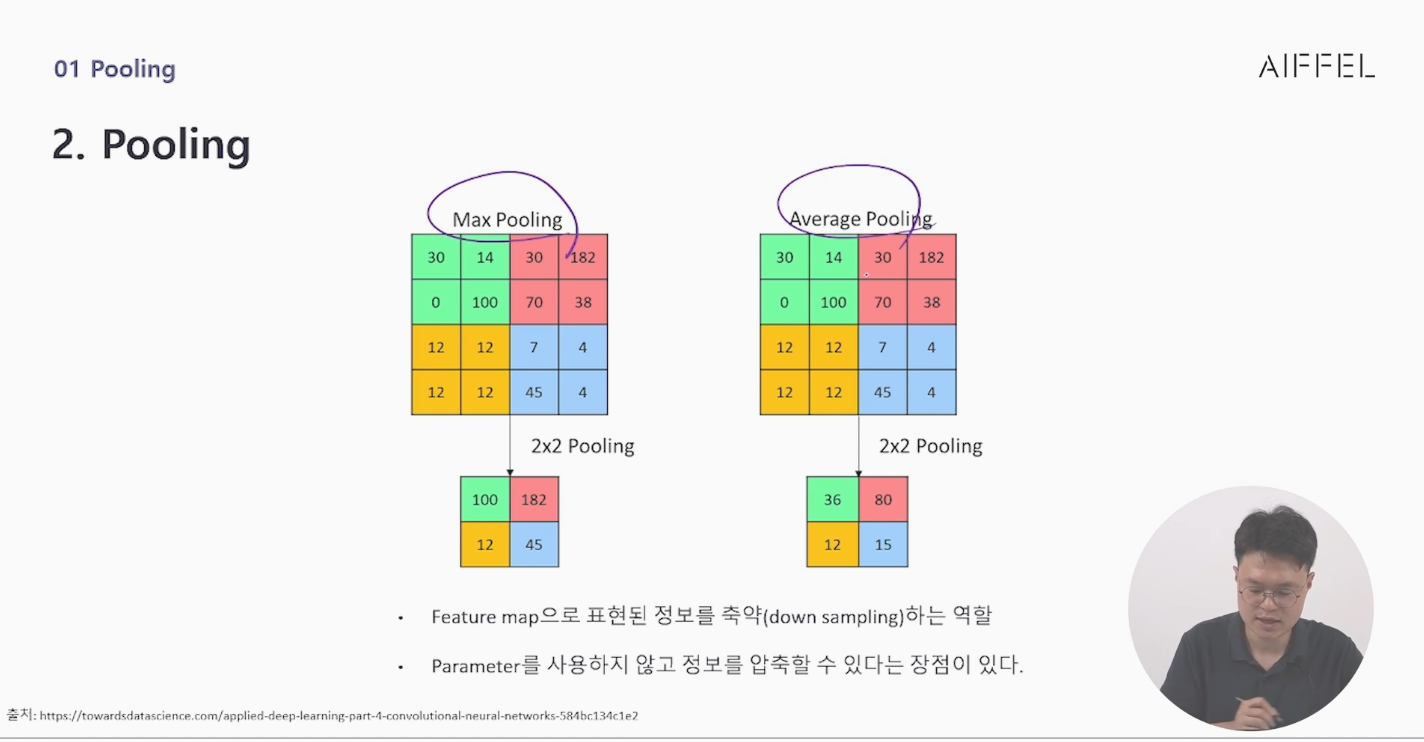 01 Pooling
AIFFEL
2. Pooling
Max Pooling
Average Pooling
30 14 30 182
0 100 70 38
12 12 7 4
12 12 45 4
30 14 30 182
0 100 70 38
12 12 7 4
12 12 45 4
2x2 Pooling
2x2 Pooling
100 182
12 45
36 80
12 15
• Feature map으로 표현된 정보를 축약(down sampling)하는 역할
• Parameter를 사용하지 않고 정보를 압축할 수 있다는 장점이 있다.
출처: https://towardsdatascience.com/applied-deep-learning-part-4-convolutional-neural-networks-584bc134c1e2